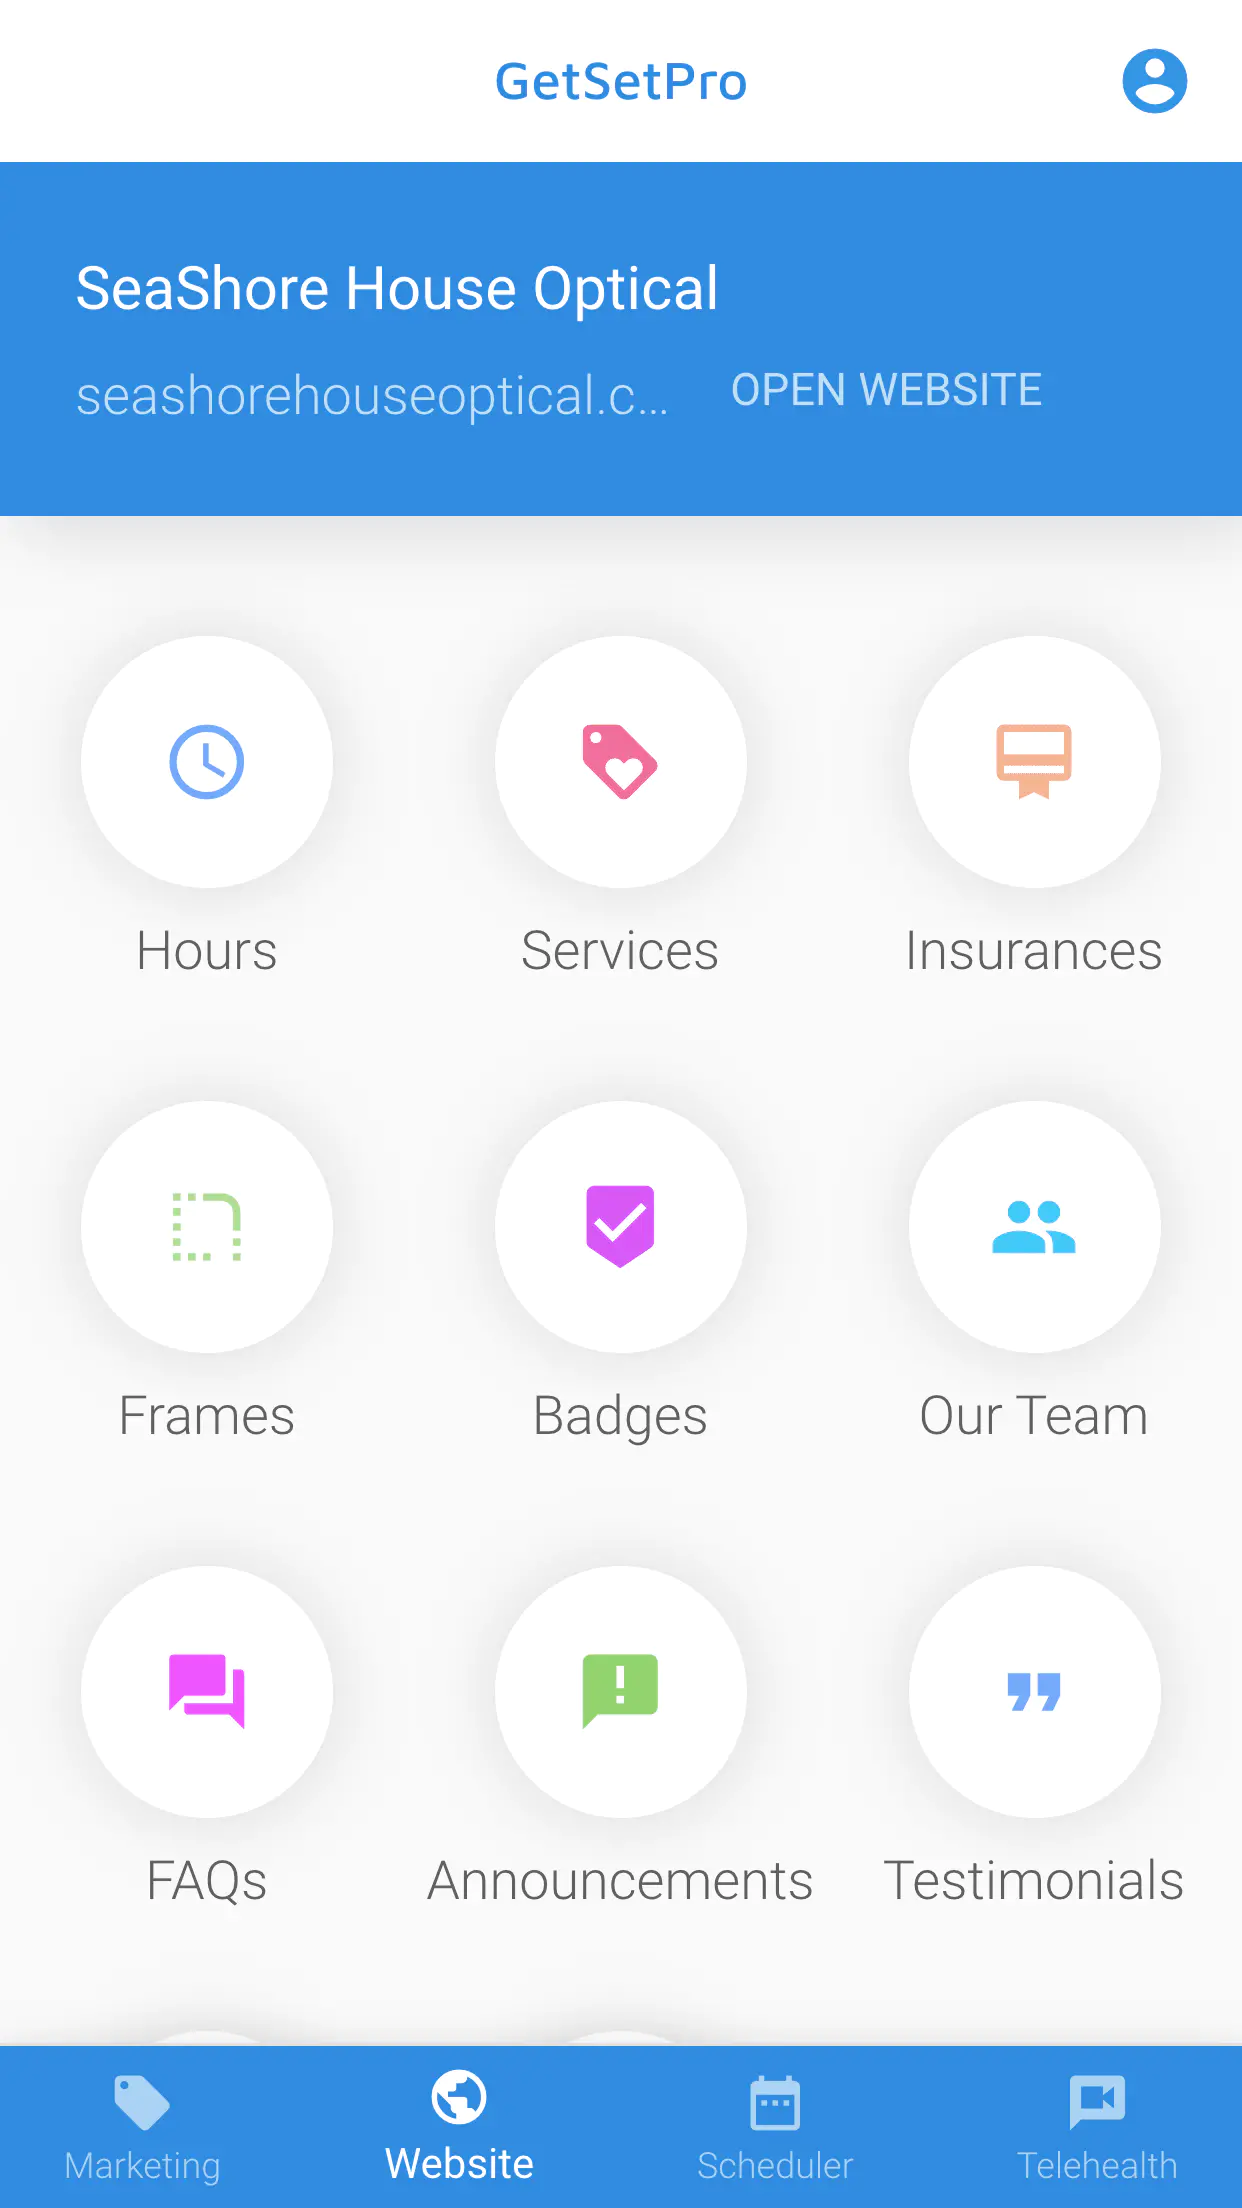 GetSetPro
SeaShore House Optical
seashorehouseoptical.c...
OPEN WEBSITE
Hours
Services
Insurances
Frames
Badges
Our Team
FAQs
Announcements
Testimonials
Marketing
Website
Scheduler
Telehealth